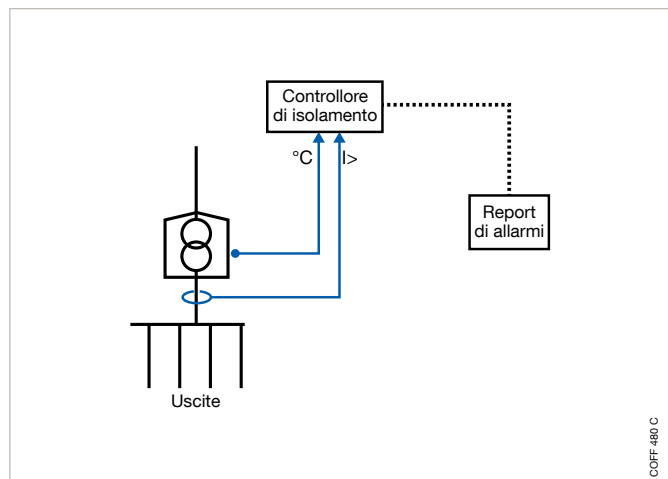 Controllore
di isolamento
°C
I>
Report
di allarmi
Uscite
COFF 480 C